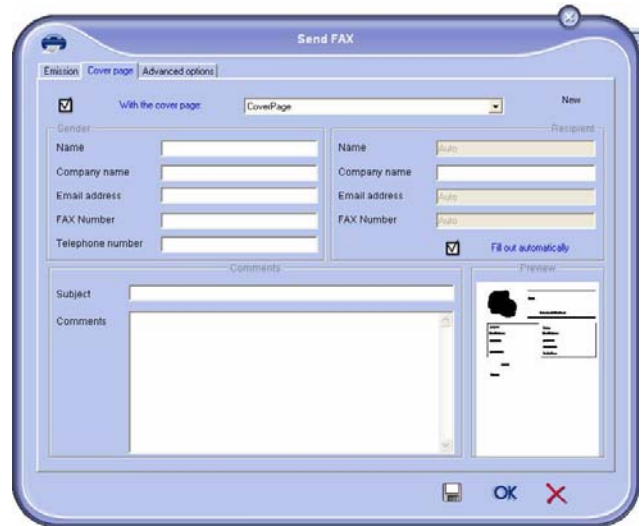 Send FAX
Emission Cover page Advanced options
With the cover page: CoverPage New
Sender Recipient
Name Name Auto
Company name Company name
Email address Email address Auto
FAX Number FAX Number Auto
Telephone number Fill out automatically
Comments Preview
Subject
Comments
OK